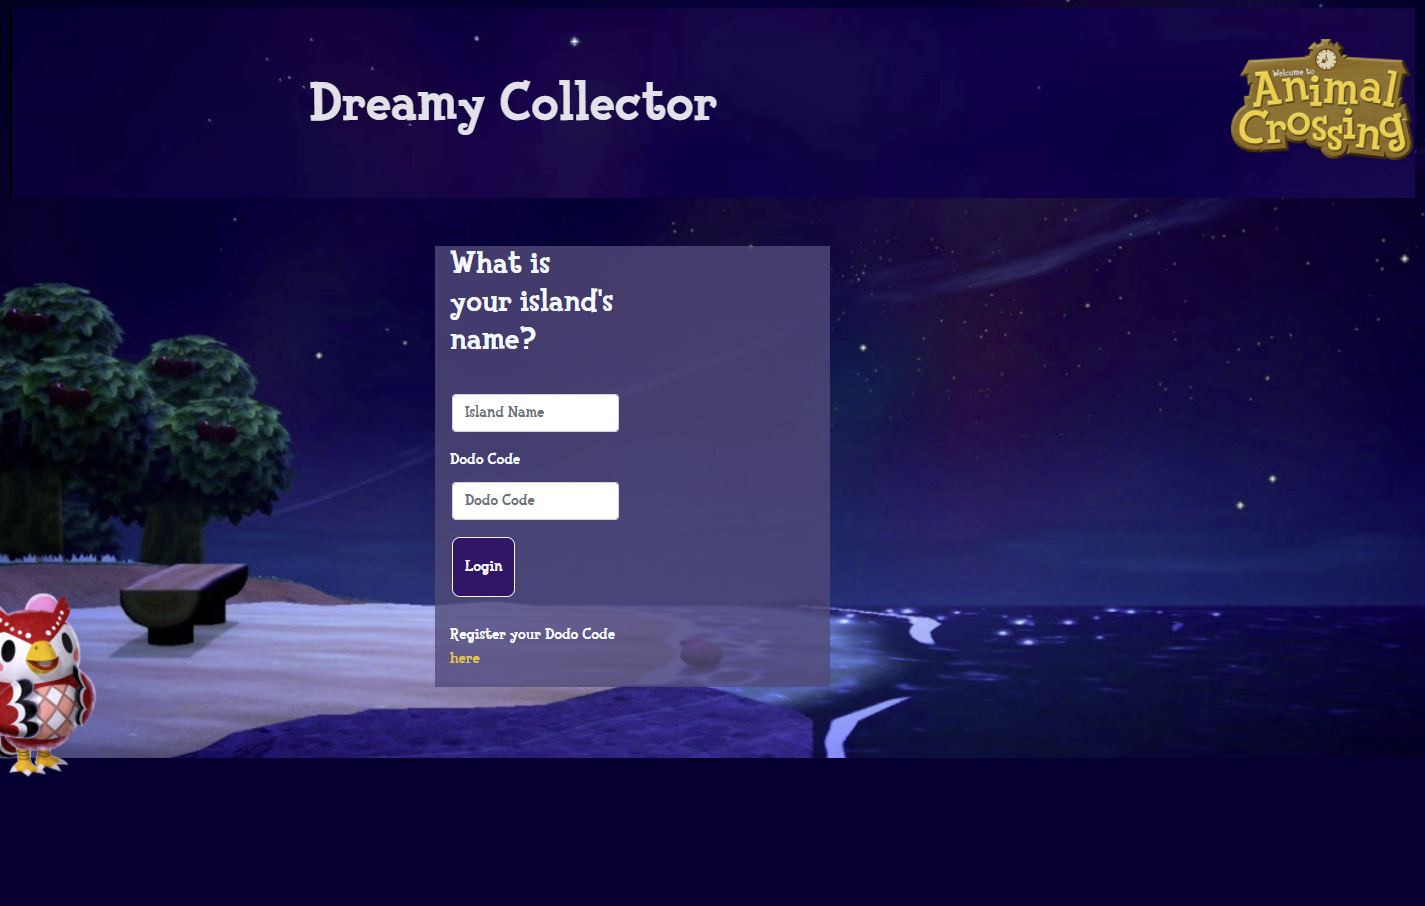 Dreamy Collector
Welcome to
Animal
Crossing
What is
your island's
name?
Island Name
Dodo Code
Dodo Code
Login
Register your Dodo Code
here